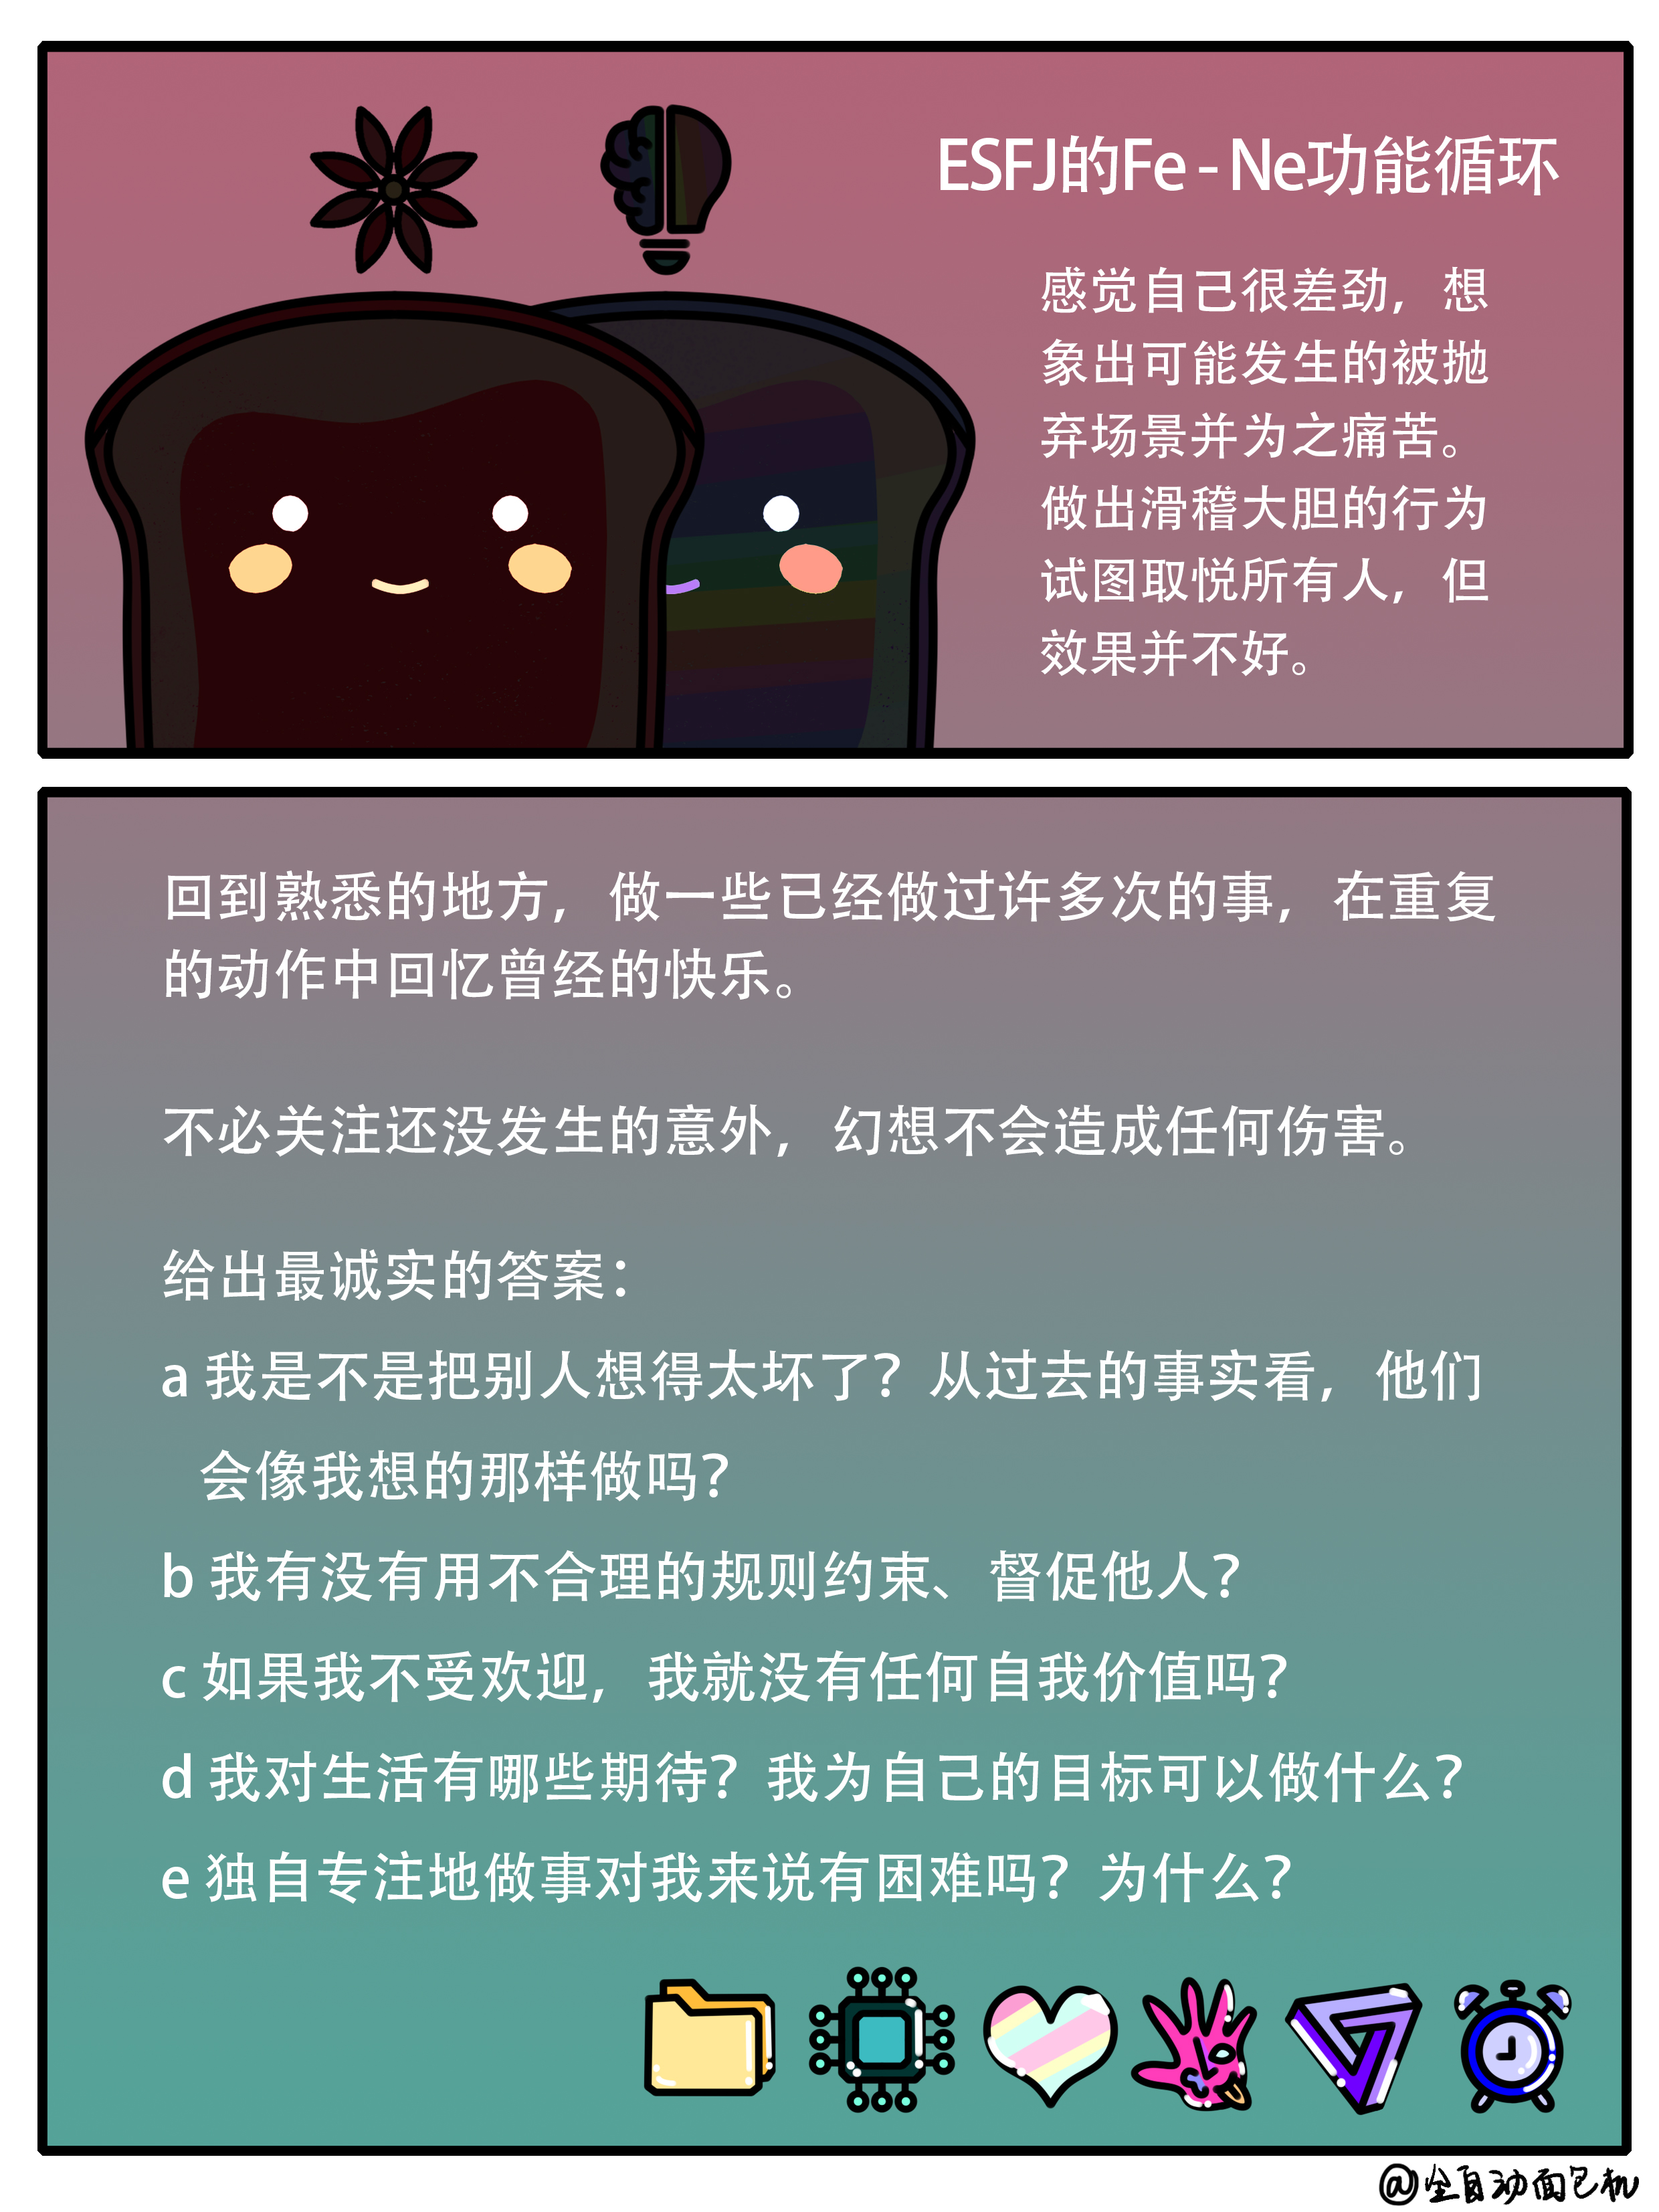 ESFJ的Fe - Ne功能循环
感觉自己很差劲，想
象出可能发生的被抛
弃场景并为之痛苦。
做出滑稽大胆的行为
试图取悦所有人，但
效果并不好。
回到熟悉的地方，做一些已经做过许多次的事，在重复
的动作中回忆曾经的快乐。
不必关注还没发生的意外，幻想不会造成任何伤害。
给出最诚实的答案：
a 我是不是把别人想得太坏了？从过去的事实看，他们
会像我想的那样做吗？
b 我有没有用不合理的规则约束、督促他人？
c 如果我不受欢迎，我就没有任何自我价值吗？
d 我对生活有哪些期待？我为自己的目标可以做什么？
e 独自专注地做事对我来说有困难吗？为什么？
@全自动面包机